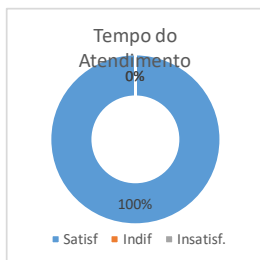 Tempo do
Atendimento
0%
100%
Satisf Indif Insatisf.